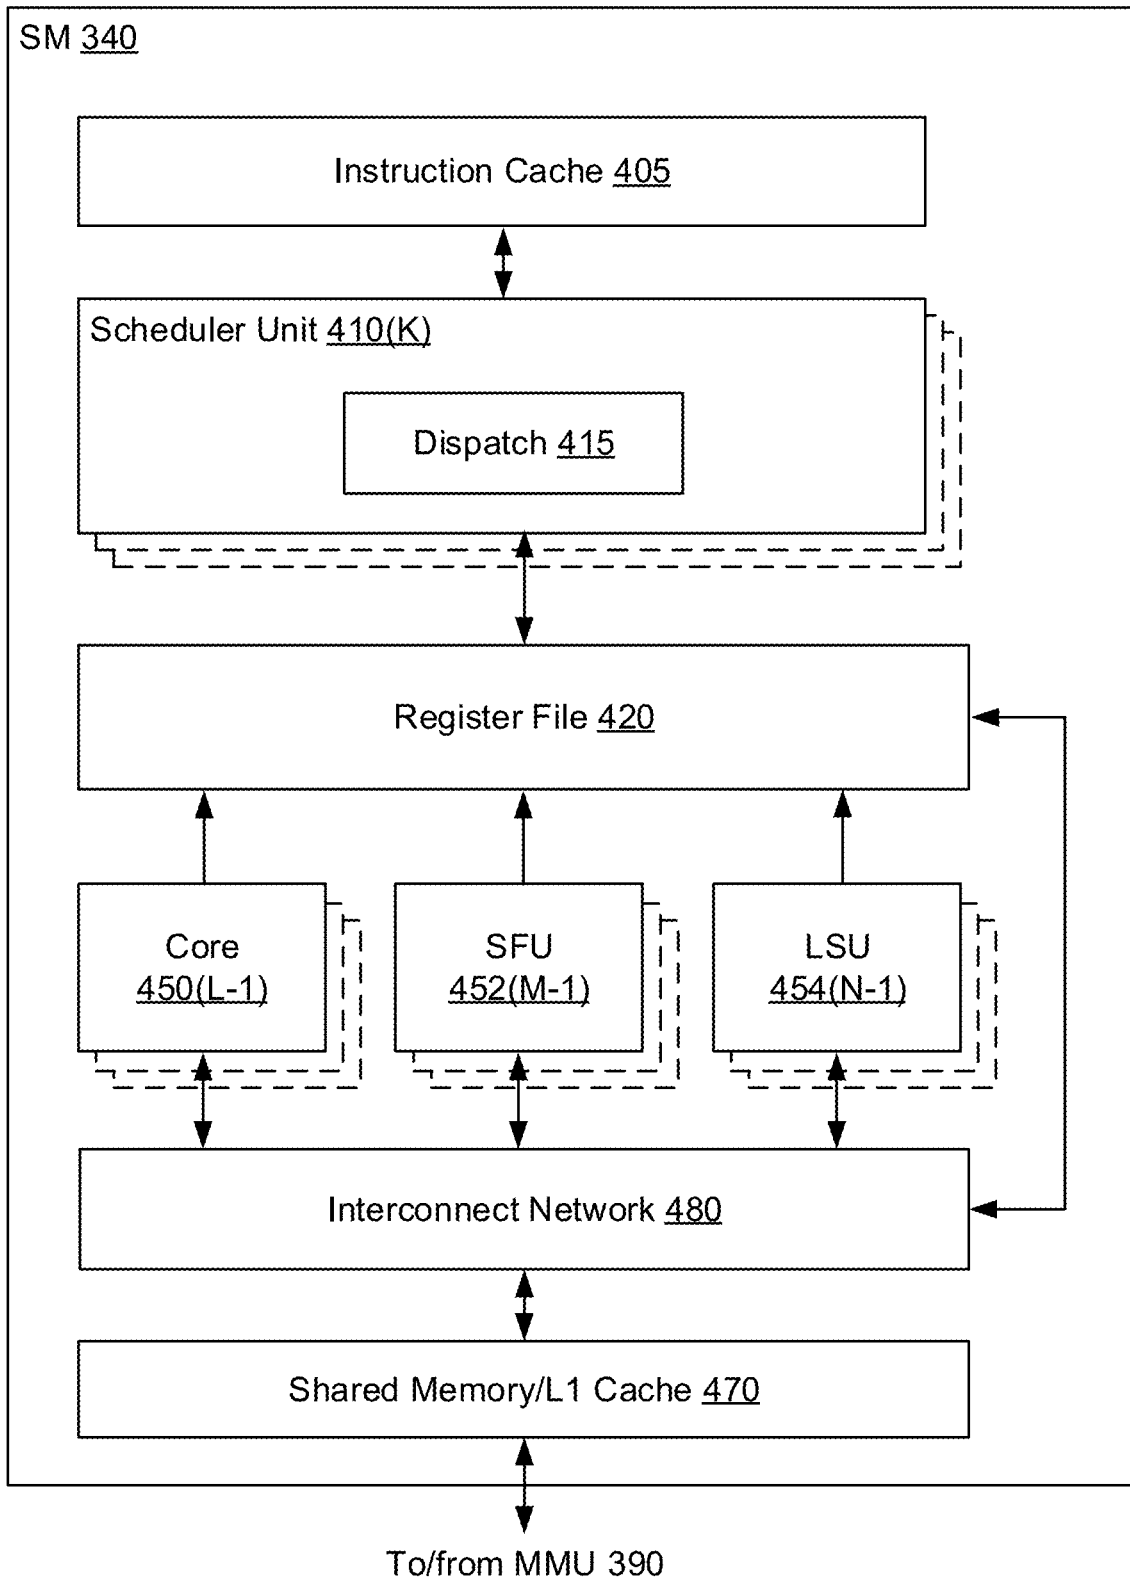 SM 340
Instruction Cache 405
Scheduler Unit 410(K)
Dispatch 415
Register File 420
Core
450(L-1)
SFU
452(M-1)
LSU
454(N-1)
Interconnect Network 480
Shared Memory/L1 Cache 470
To/from MMU 390